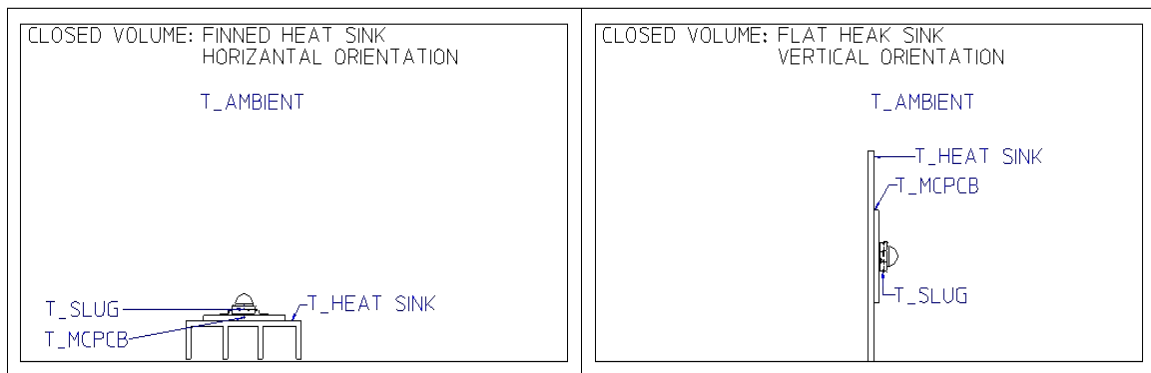 CLOSED VOLUME: FINNED HEAT SINK
HORIZANTAL ORIENTATION
T_AMBIENT
T_SLUG
T_HEAT SINK
T_MCPCB
CLOSED VOLUME: FLAT HEAK SINK
VERTICAL ORIENTATION
T_AMBIENT
T_HEAT SINK
T_MCPCB
T_SLUG